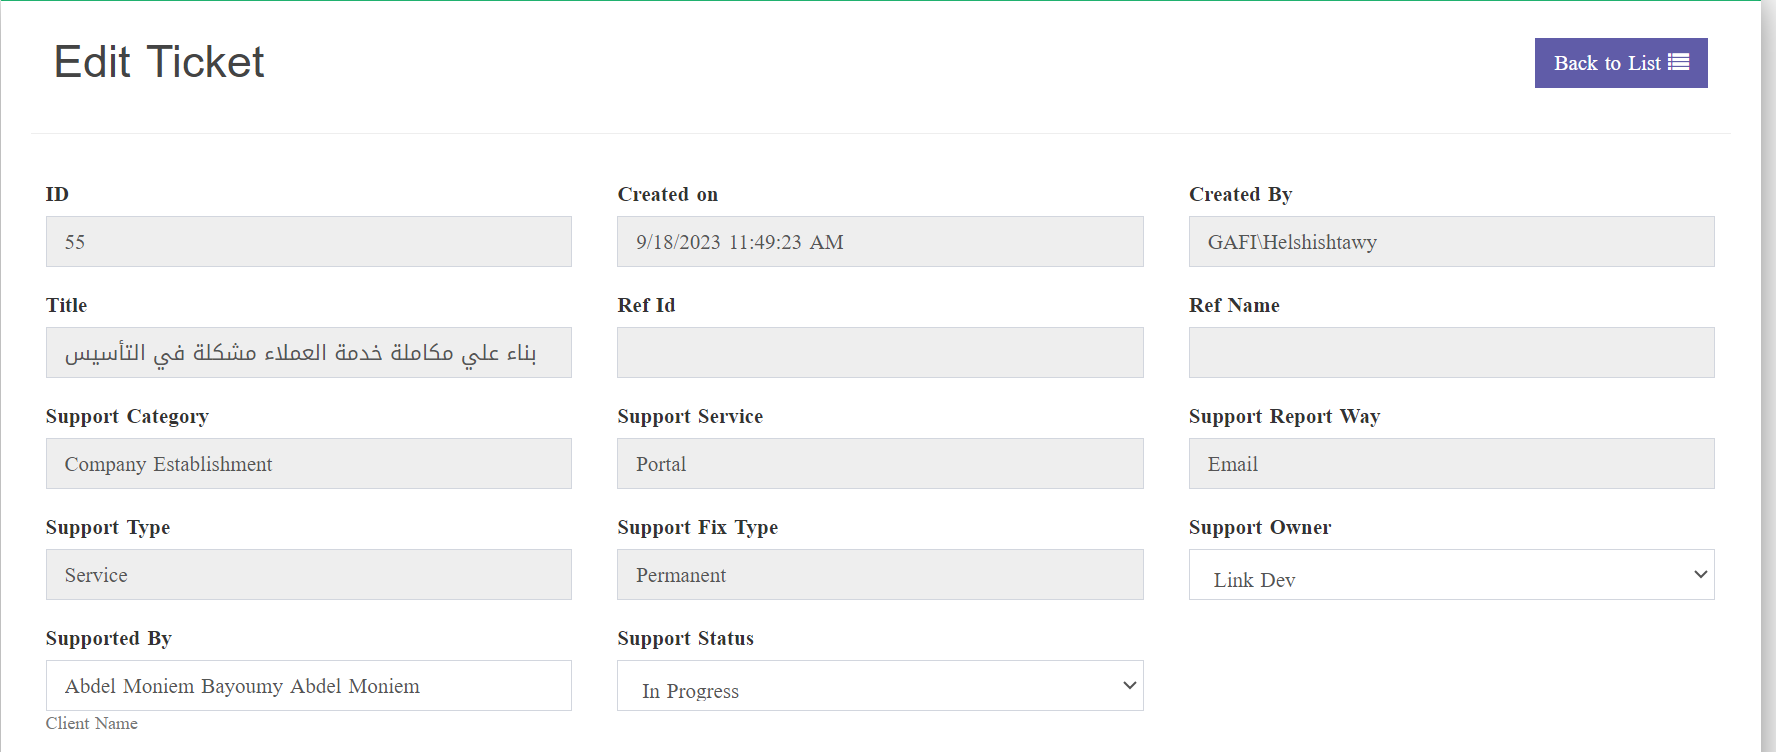 Edit Ticket
Back to List
ID
Created on
Created By
55
9/18/2023 11:49:23 AM
GAFI\Helshishtawy
Title
Ref Id
Ref Name
بناء علي مكاملة خدمة العملاء مشكلة في التأسيس
Support Category
Support Service
Support Report Way
Company Establishment
Portal
Email
Support Type
Support Fix Type
Support Owner
Service
Permanent
Link Dev
Supported By
Support Status
Abdel Moniem Bayoumy Abdel Moniem
In Progress
Client Name